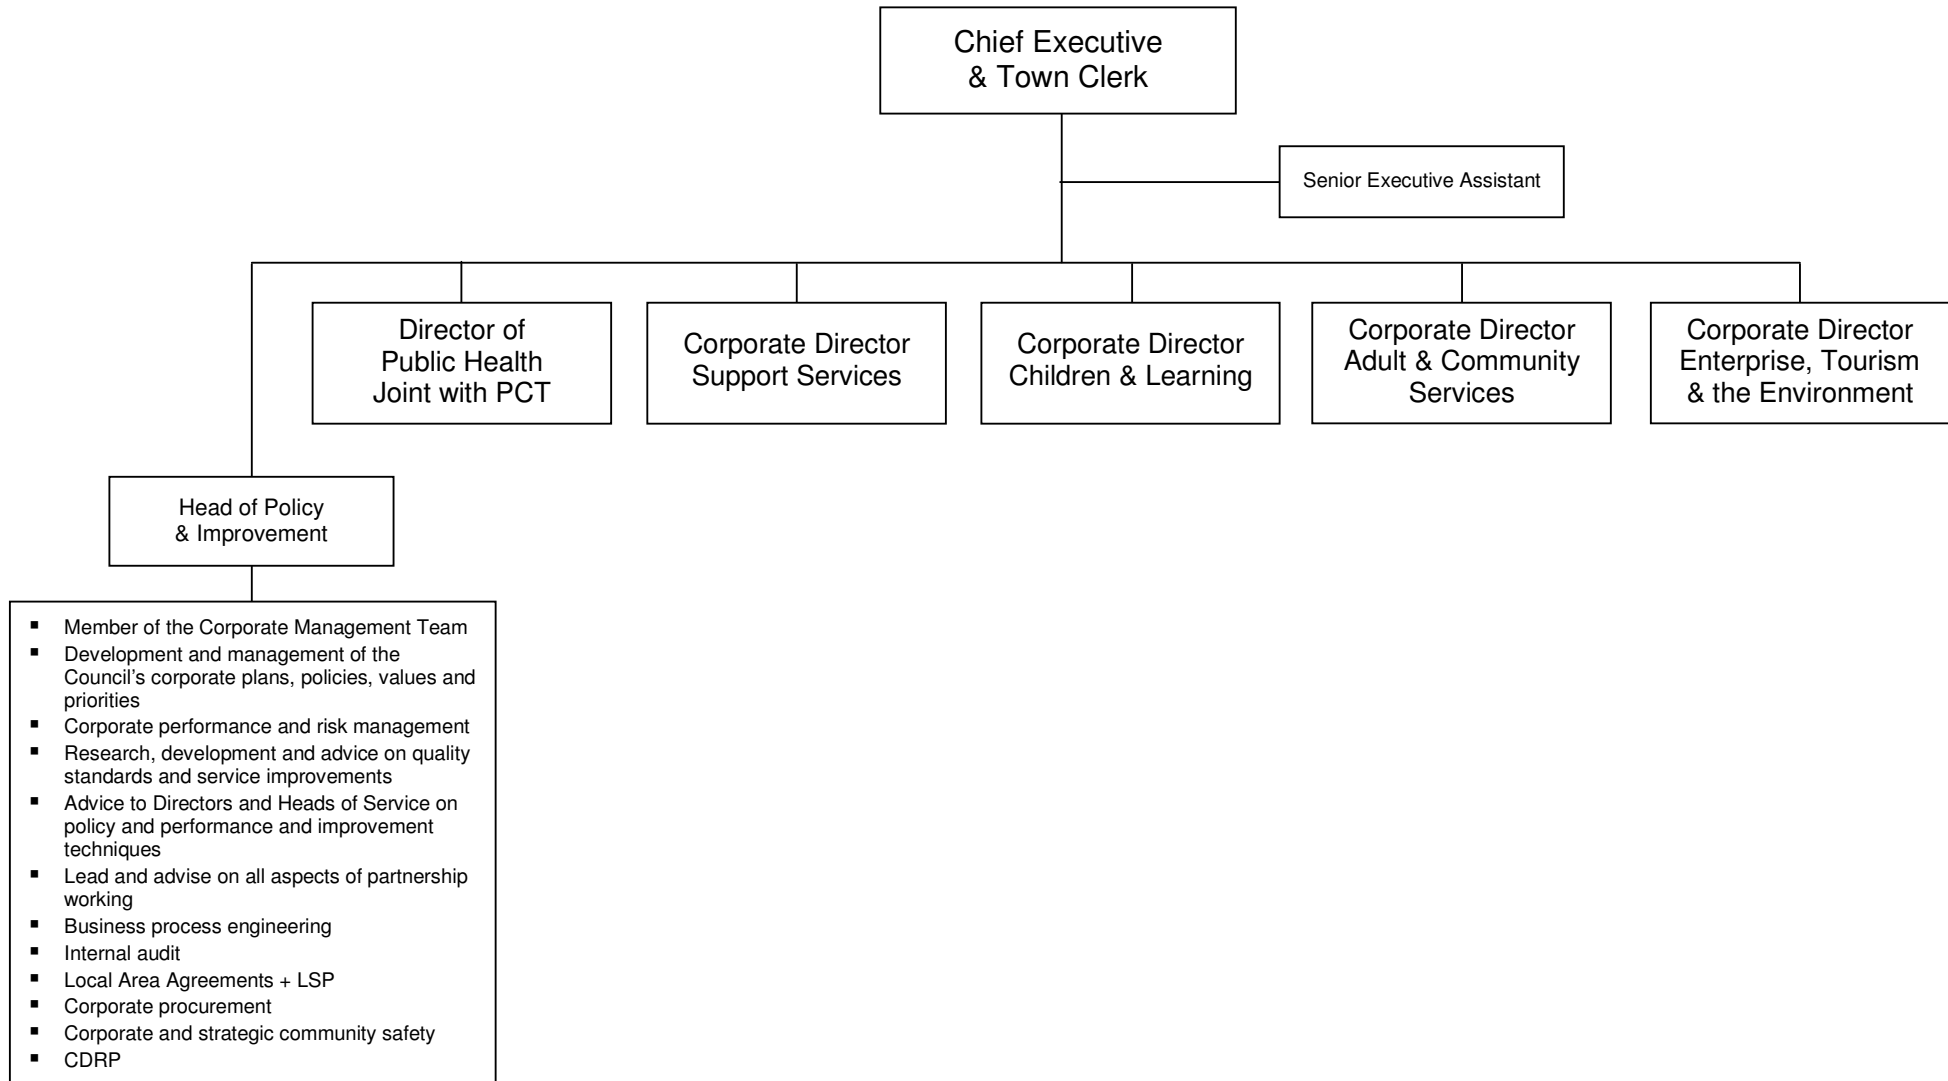 Chief Executive
& Town Clerk
Senior Executive Assistant
Director of
Public Health
Joint with PCT
Corporate Director
Support Services
Corporate Director
Children & Learning
Corporate Director
Adult & Community
Services
Corporate Director
Enterprise, Tourism
& the Environment
Head of Policy
& Improvement
▪ Member of the Corporate Management Team
▪ Development and management of the
Council’s corporate plans, policies, values and
priorities
▪ Corporate performance and risk management
▪ Research, development and advice on quality
standards and service improvements
▪ Advice to Directors and Heads of Service on
policy and performance and improvement
techniques
▪ Lead and advise on all aspects of partnership
working
▪ Business process engineering
▪ Internal audit
▪ Local Area Agreements + LSP
▪ Corporate procurement
▪ Corporate and strategic community safety
▪ CDRP